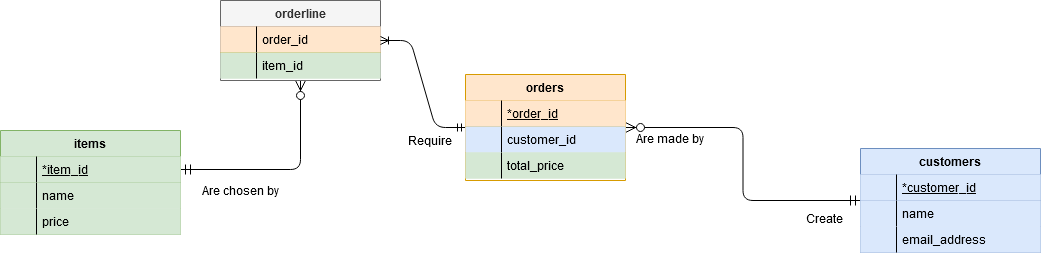 orderline
order_id
item_id
orders
*order_id
customer_id
total_price
Require
Are made by
items
*item_id
name
price
Are chosen by
customers
*customer_id
name
email_address
Create